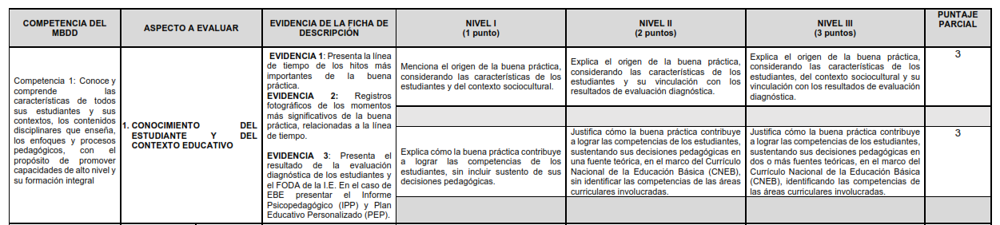 COMPETENCIA DEL
MBDD
ASPECTO A EVALUAR
EVIDENCIA DE LA FICHA DE
DESCRIPCIÓN
NIVEL I
(1 punto)
NIVEL II
(2 puntos)
NIVEL III
(3 puntos)
PUNTAJE
PARCIAL
Competencia 1: Conoce y
comprende las
características de todos
sus estudiantes y sus
contextos, los contenidos
disciplinares que enseña,
los enfoques y procesos
pedagógicos, con el
propósito de promover
capacidades de alto nivel y
su formación integral
1. CONOCIMIENTO DEL
ESTUDIANTE Y DEL
CONTEXTO EDUCATIVO
EVIDENCIA 1: Presenta la línea
de tiempo de los hitos más
importantes de la buena
práctica.
EVIDENCIA 2: Registros
fotográficos de los momentos
más significativos de la buena
práctica, relacionadas a la línea
de tiempo.
EVIDENCIA 3: Presenta el
resultado de la evaluación
diagnóstica de los estudiantes y
el FODA de la I.E. En el caso de
EBE presentar el Informe
Psicopedagógico (IPP) y Plan
Educativo Personalizado (PEP).
Menciona el origen de la buena práctica,
considerando las características de los
estudiantes y del contexto sociocultural.
Explica el origen de la buena práctica,
considerando las características de los
estudiantes y su vinculación con los
resultados de evaluación diagnóstica.
Explica el origen de la buena práctica,
considerando las características de los
estudiantes, del contexto sociocultural y su
vinculación con los resultados de evaluación
diagnóstica.
3
Explica cómo la buena práctica contribuye
a lograr las competencias de los
estudiantes, sin incluir sustento de sus
decisiones pedagógicas.
Justifica cómo la buena práctica contribuye
a lograr las competencias de los estudiantes,
sustentando sus decisiones pedagógicas en
una fuente teórica, en el marco del Currículo
Nacional de la Educación Básica (CNEB),
sin identificar las competencias de las áreas
curriculares involucradas.
Justifica cómo la buena práctica contribuye
a lograr las competencias de los estudiantes,
sustentando sus decisiones pedagógicas en
dos o más fuentes teóricas, en el marco del
Currículo Nacional de la Educación Básica
(CNEB), identificando las competencias de
las áreas curriculares involucradas.
3